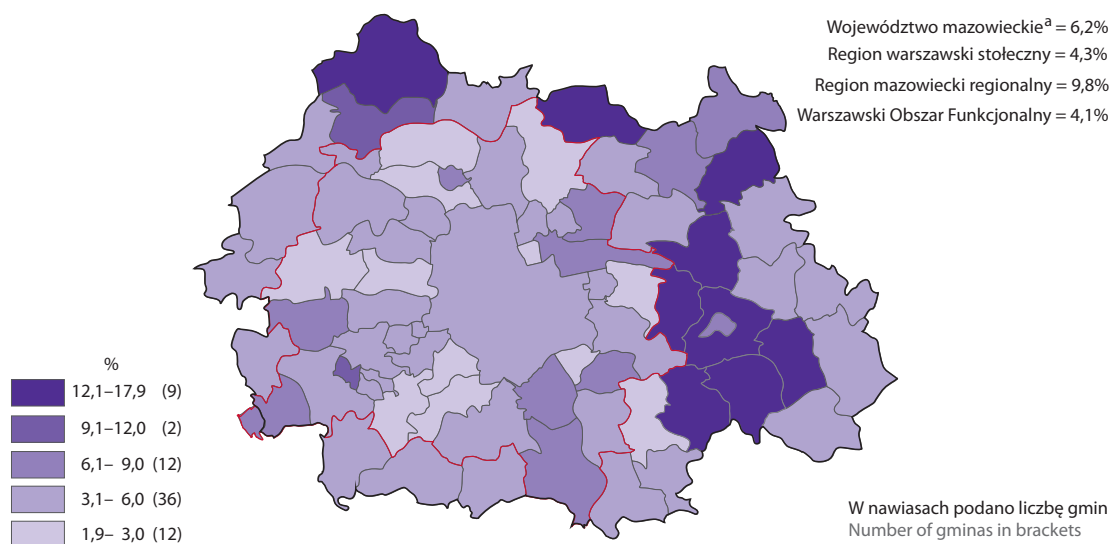 Województwo mazowieckieᵃ = 6,2%
Region warszawski stołeczny = 4,3%
Region mazowiecki regionalny = 9,8%
Warszawski Obszar Funkcjonalny = 4,1%
%
12,1–17,9 (9)
9,1–12,0 (2)
6,1– 9,0 (12)
3,1– 6,0 (36)
1,9– 3,0 (12)
W nawiasach podano liczbę gmin
Number of gminas in brackets